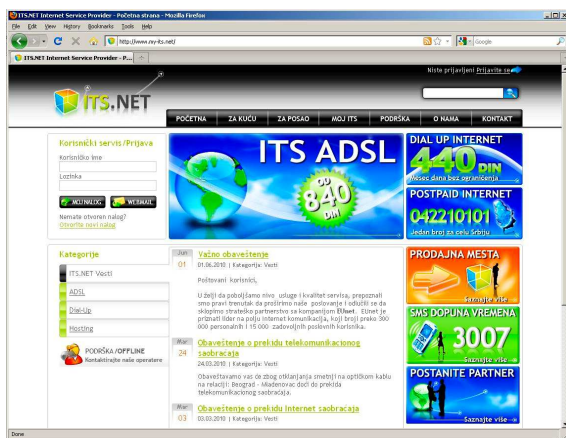 ITS.NET Internet Service Provider - Početna strana - Mozilla Firefox
File Edit View History Bookmarks Tools Help
http://www.my-its.net/
Google
ITS.NET Internet Service Provider - P...
Niste prijavljeni Prijavite se
ITS.NET
POČETNA ZA KUĆU ZA POSAO MOJ ITS PODRŠKA O NAMA KONTAKT
Korisnički servis/Prijava
Korisničko ime
Lozinka
MOJ NALOG WEBMAIL
Nemate otvoren nalog?
Otvorite novi nalog
ITS ADSL
OD
840
DIN
DIAL UP INTERNET
440 DIN
Mesec dana bez ograničenja
POSTPAID INTERNET
042210101
Jedan broj za celu Srbiju
Kategorije
ITS.NET Vesti
ADSL
Dial-Up
Hosting
PODRŠKA /OFFLINE
Kontaktirajte naše operatere
Jun
01
Važno obaveštenje
01.06.2010 | Kategorija: Vesti
Poštovani korisnici,
U želji da poboljšamo nivo usluge i kvalitet servisa, prepoznali
smo pravi trenutak da proširimo naše poslovanje i odlučili se da
sklopimo strateško partnerstvo sa kompanijom EUnet. EUnet je
priznati lider na polju internet komunikacija, koji broji preko 300
000 personalnih i 15 000 zadovoljnih poslovnih korisnika.
Mar
24
Obaveštenje o prekidu telekomunikacionog
saobraćaja
24.03.2010 | Kategorija: Vesti
Obaveštavamo vas da zbog otklanjanja smetnji na optičkom kablu
na relaciji: Beograd - Mladenovac doći do prekida
telekomunikacionog saobraćaja.
Mar
03
Obaveštenje o prekidu Internet saobraćaja
03.03.2010 | Kategorija: Vesti
PRODAJNA MESTA
Saznajte više
SMS DOPUNA VREMENA
3007
Saznajte više
POSTANITE PARTNER
Saznajte više
Done